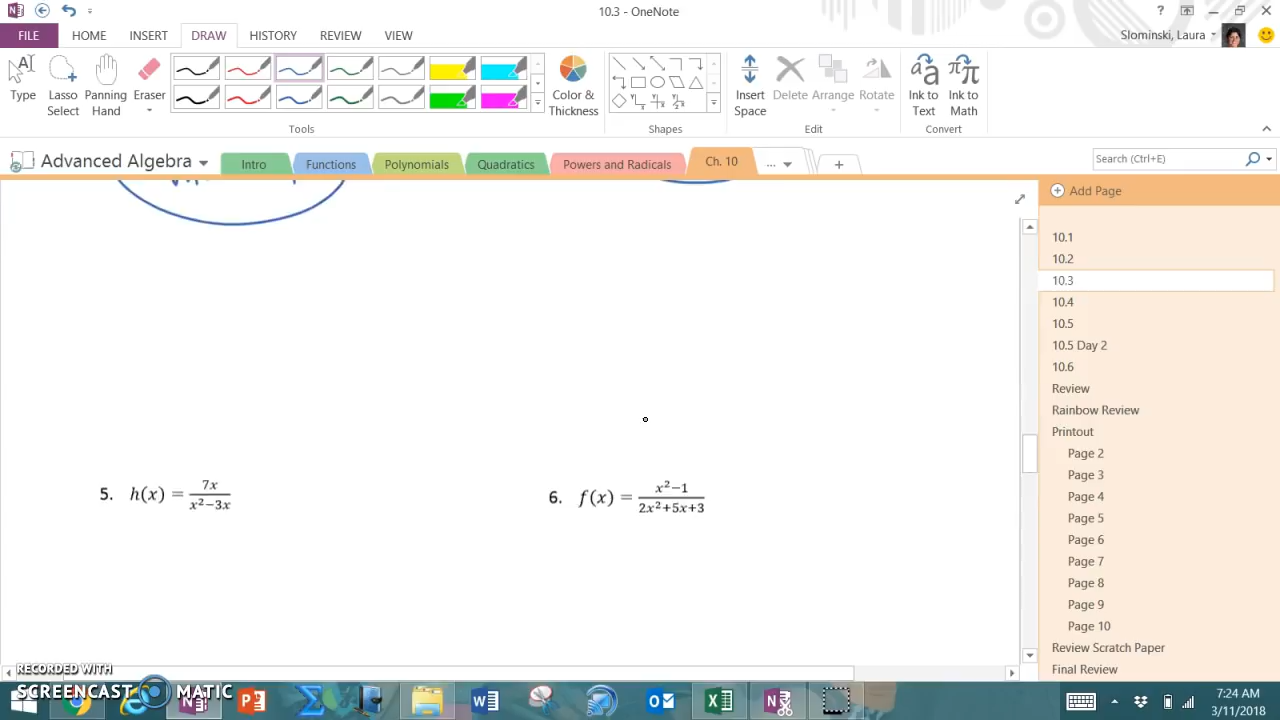 10.3 - OneNote
FILE HOME INSERT DRAW HISTORY REVIEW VIEW
Slominski, Laura
Type
Lasso Select
Panning Hand
Eraser
Color & Thickness
Insert Space
Delete
Arrange
Rotate
Ink to Text
Ink to Math
Tools
Shapes
Edit
Convert
Advanced Algebra
Intro
Functions
Polynomials
Quadratics
Powers and Radicals
Ch. 10
...
Search (Ctrl+E)
Add Page
10.1
10.2
10.3
10.4
10.5
10.5 Day 2
10.6
Review
Rainbow Review
Printout
Page 2
Page 3
Page 4
Page 5
Page 6
Page 7
Page 8
Page 9
Page 10
Review Scratch Paper
Final Review
5. h(x) = 7x / x²−3x
6. f(x) = x²−1 / 2x²+5x+3
RECORDED WITH
SCREENCAST MATIC
7:24 AM
3/11/2018